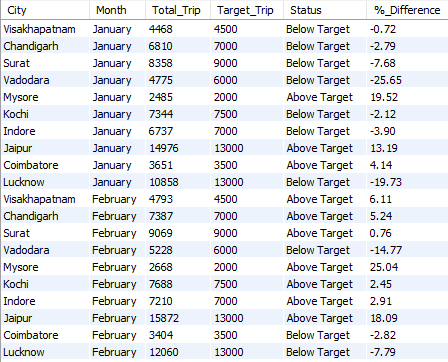 City Month Total_Trip Target_Trip Status %_Difference
Visakhapatnam January 4468 4500 Below Target -0.72
Chandigarh January 6810 7000 Below Target -2.79
Surat January 8358 9000 Below Target -7.68
Vadodara January 4775 6000 Below Target -25.65
Mysore January 2485 2000 Above Target 19.52
Kochi January 7344 7500 Below Target -2.12
Indore January 6737 7000 Below Target -3.90
Jaipur January 14976 13000 Above Target 13.19
Coimbatore January 3651 3500 Above Target 4.14
Lucknow January 10858 13000 Below Target -19.73
Visakhapatnam February 4793 4500 Above Target 6.11
Chandigarh February 7387 7000 Above Target 5.24
Surat February 9069 9000 Above Target 0.76
Vadodara February 5228 6000 Below Target -14.77
Mysore February 2668 2000 Above Target 25.04
Kochi February 7688 7500 Above Target 2.45
Indore February 7210 7000 Above Target 2.91
Jaipur February 15872 13000 Above Target 18.09
Coimbatore February 3404 3500 Below Target -2.82
Lucknow February 12060 13000 Below Target -7.79